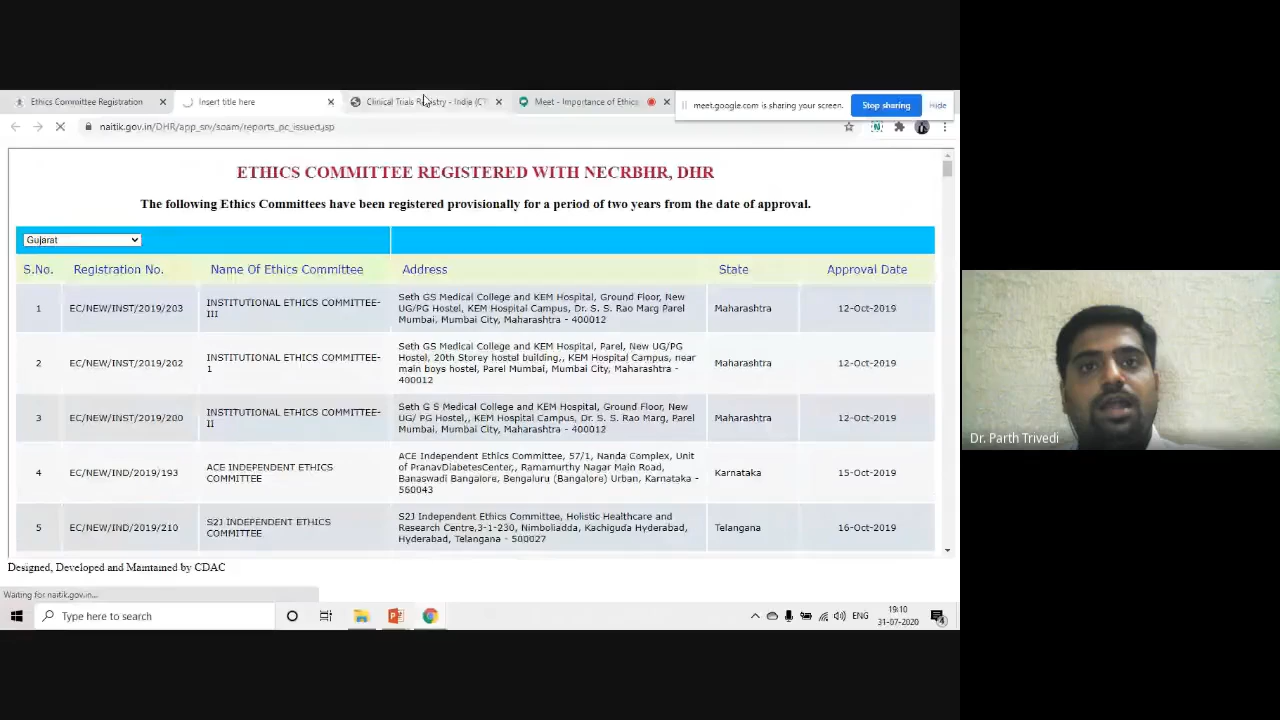 Ethics Committee Registration
Insert title here
Clinical Trials Registry - India (CT
Meet - Importance of Ethics
meet.google.com is sharing your screen.
Stop sharing
Hide
naitik.gov.in/DHR/app_srv/soam/reports_pc_issued.jsp
ETHICS COMMITTEE REGISTERED WITH NECRBHR, DHR
The following Ethics Committees have been registered provisionally for a period of two years from the date of approval.
Gujarat
S.No. Registration No. Name Of Ethics Committee Address State Approval Date
1 EC/NEW/INST/2019/203
INSTITUTIONAL ETHICS COMMITTEE-
III
Seth GS Medical College and KEM Hospital, Ground Floor, New
UG/PG Hostel, KEM Hospital Campus, Dr. S. S. Rao Marg Parel
Mumbai, Mumbai City, Maharashtra - 400012
Maharashtra 12-Oct-2019
2 EC/NEW/INST/2019/202
INSTITUTIONAL ETHICS COMMITTEE-
1
Seth GS Medical College and KEM Hospital, Parel, New UG/PG
Hostel, 20th Storey hostel building,, KEM Hospital Campus, near
main boys hostel, Parel Mumbai, Mumbai City, Maharashtra -
400012
Maharashtra 12-Oct-2019
3 EC/NEW/INST/2019/200
INSTITUTIONAL ETHICS COMMITTEE-
II
Seth G S Medical College and KEM Hospital, Ground Floor, New
UG/ PG Hostel,, KEM Hospital Campus, Dr. S. S. Rao Marg, Parel
Mumbai, Mumbai City, Maharashtra - 400012
Maharashtra 12-Oct-2019
4 EC/NEW/IND/2019/193
ACE INDEPENDENT ETHICS
COMMITTEE
ACE Independent Ethics Committee, 57/1, Nanda Complex, Unit
of PranavDiabetesCenter,, Ramamurthy Nagar Main Road,
Banaswadi Bangalore, Bengaluru (Bangalore) Urban, Karnataka -
560043
Karnataka 15-Oct-2019
5 EC/NEW/IND/2019/210
S2J INDEPENDENT ETHICS
COMMITTEE
S2J Independent Ethics Committee, Holistic Healthcare and
Research Centre,3-1-230, Nimboliadda, Kachiguda Hyderabad,
Hyderabad, Telangana - 500027
Telangana 16-Oct-2019
Designed, Developed and Maintained by CDAC
Waiting for naitik.gov.in...
Type here to search
ENG
19:10
31-07-2020
4
Dr. Parth Trivedi